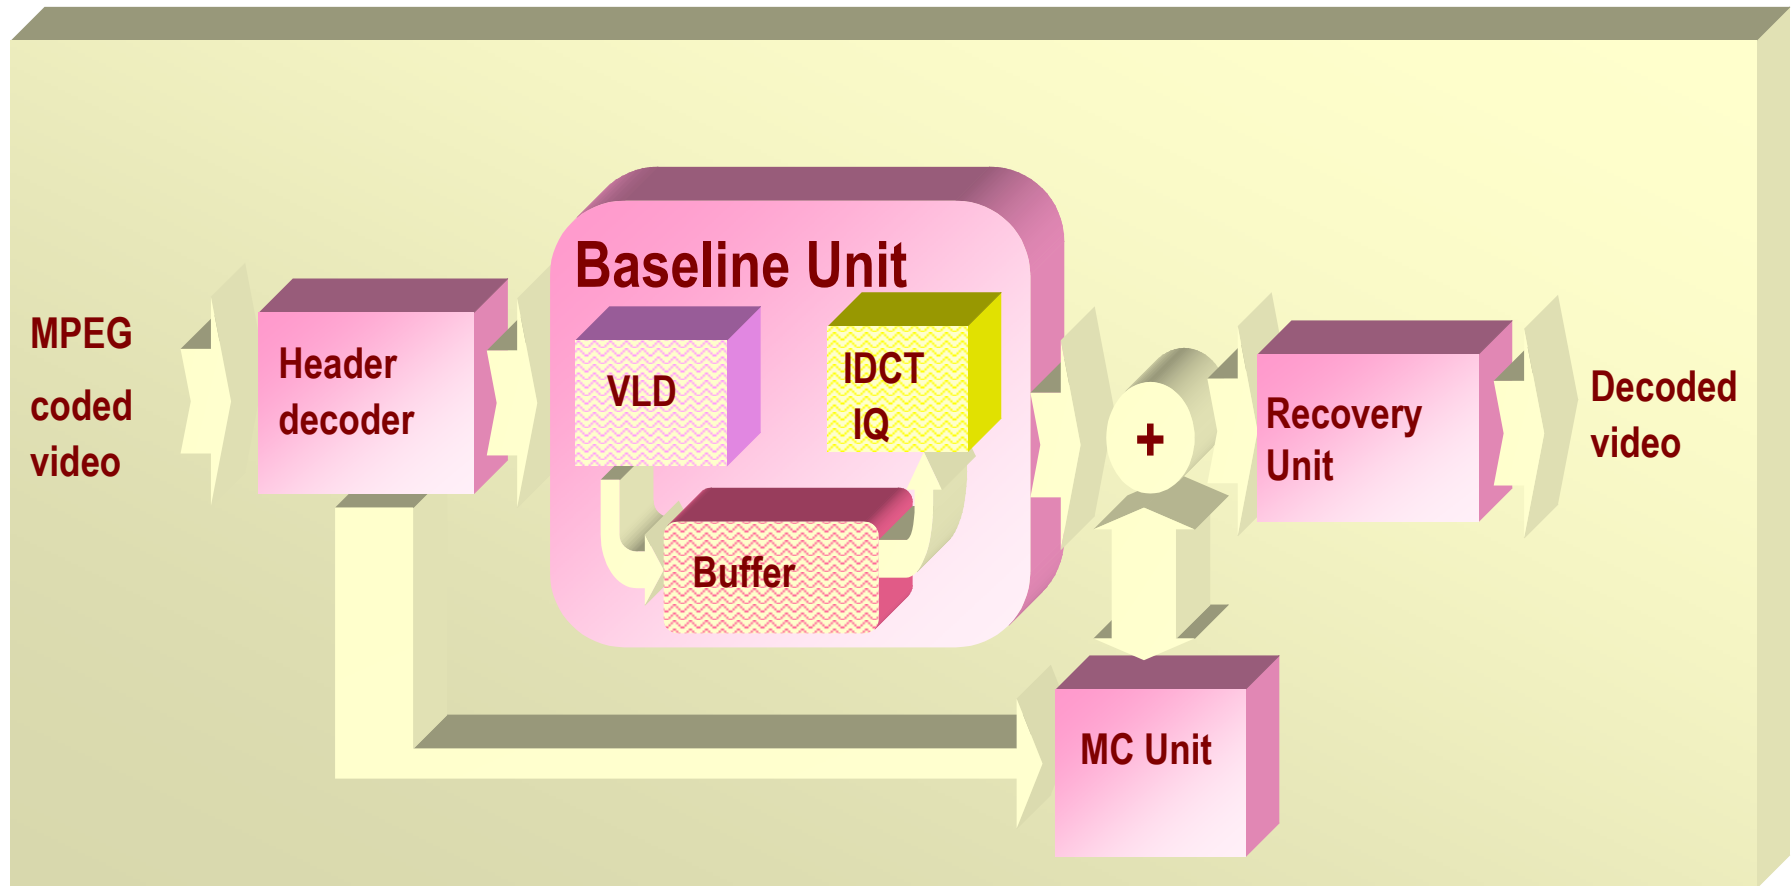 MPEG
coded
video
Header
decoder
Baseline Unit
VLD
IDCT
IQ
Buffer
+
MC Unit
Recovery
Unit
Decoded
video